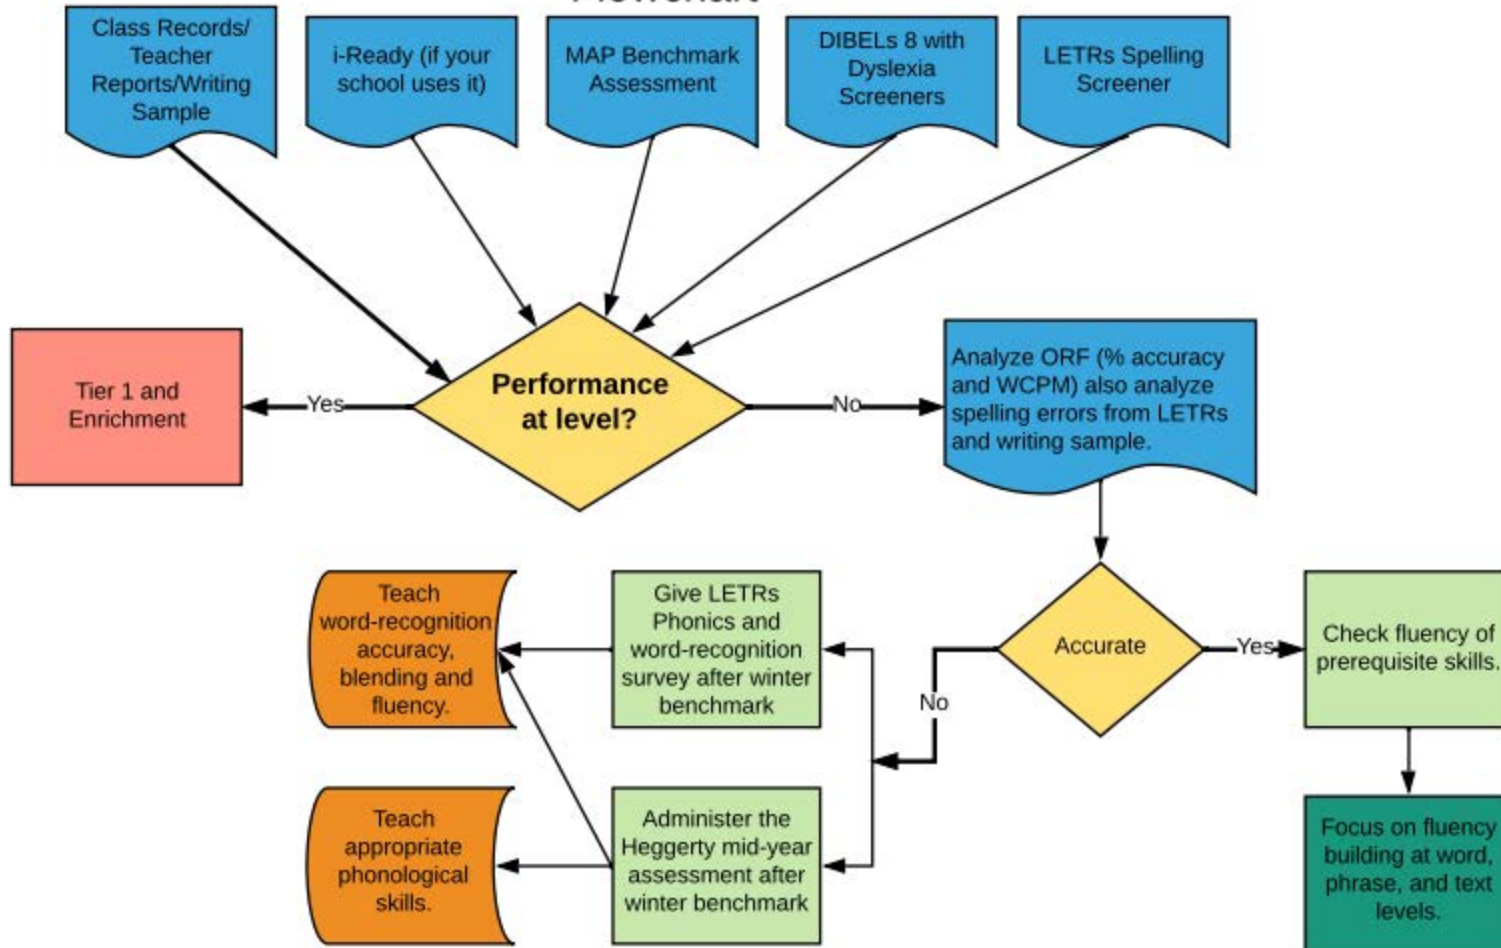 Class Records/
Teacher
Reports/Writing
Sample
i-Ready (if your
school uses it)
MAP Benchmark
Assessment
DIBELs 8 with
Dyslexia
Screeners
LETRs Spelling
Screener
Tier 1 and
Enrichment
Yes
Performance
at level?
No
Analyze ORF (% accuracy
and WCPM) also analyze
spelling errors from LETRs
and writing sample.
Teach
word-recognition
accuracy,
blending and
fluency.
Give LETRs
Phonics and
word-recognition
survey after winter
benchmark
No
Accurate
Yes
Check fluency of
prerequisite skills.
Teach
appropriate
phonological
skills.
Administer the
Heggerty mid-year
assessment after
winter benchmark
Focus on fluency
building at word,
phrase, and text
levels.